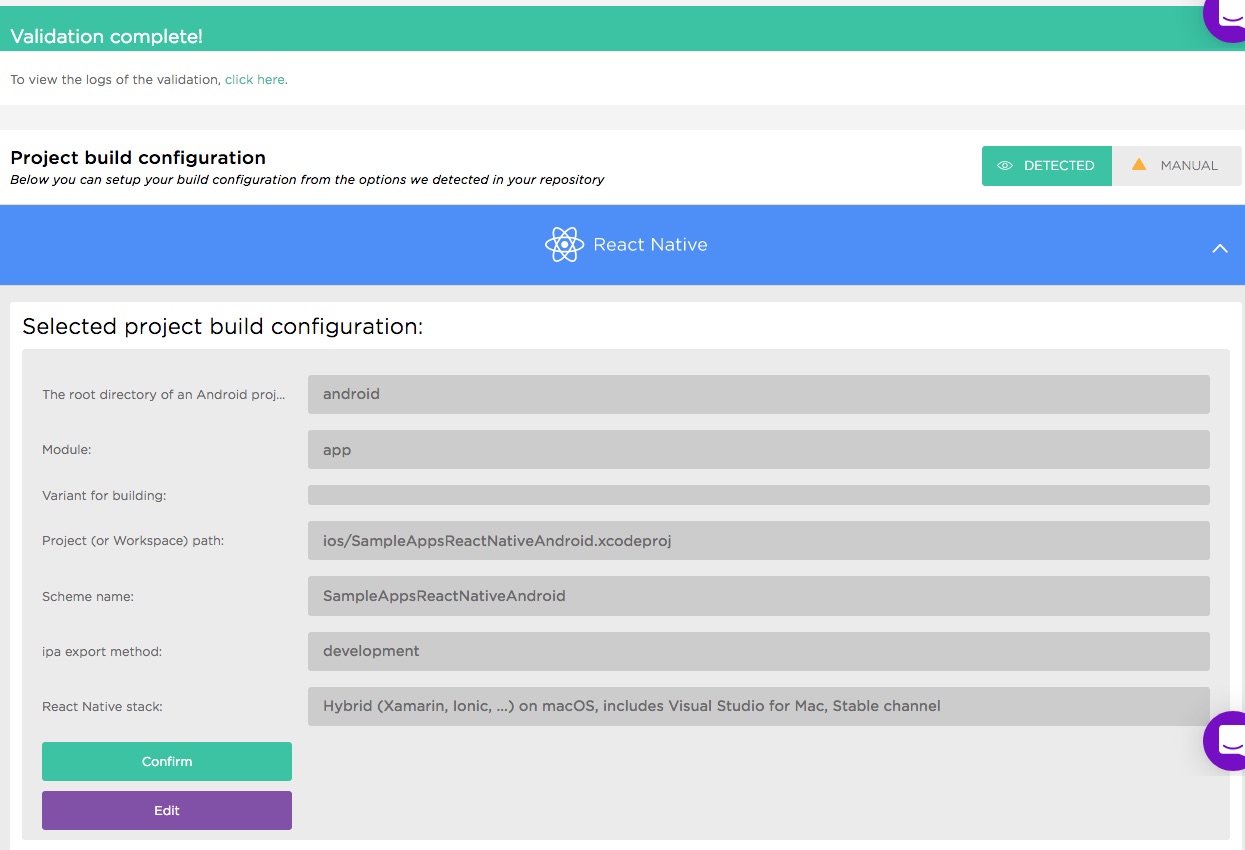 Validation complete!
To view the logs of the validation, click here.
Project build configuration
Below you can setup your build configuration from the options we detected in your repository
DETECTED
MANUAL
React Native
Selected project build configuration:
The root directory of an Android proj...
android
Module:
app
Variant for building:
Project (or Workspace) path:
ios/SampleAppsReactNativeAndroid.xcodeproj
Scheme name:
SampleAppsReactNativeAndroid
ipa export method:
development
React Native stack:
Hybrid (Xamarin, Ionic, ...) on macOS, includes Visual Studio for Mac, Stable channel
Confirm
Edit